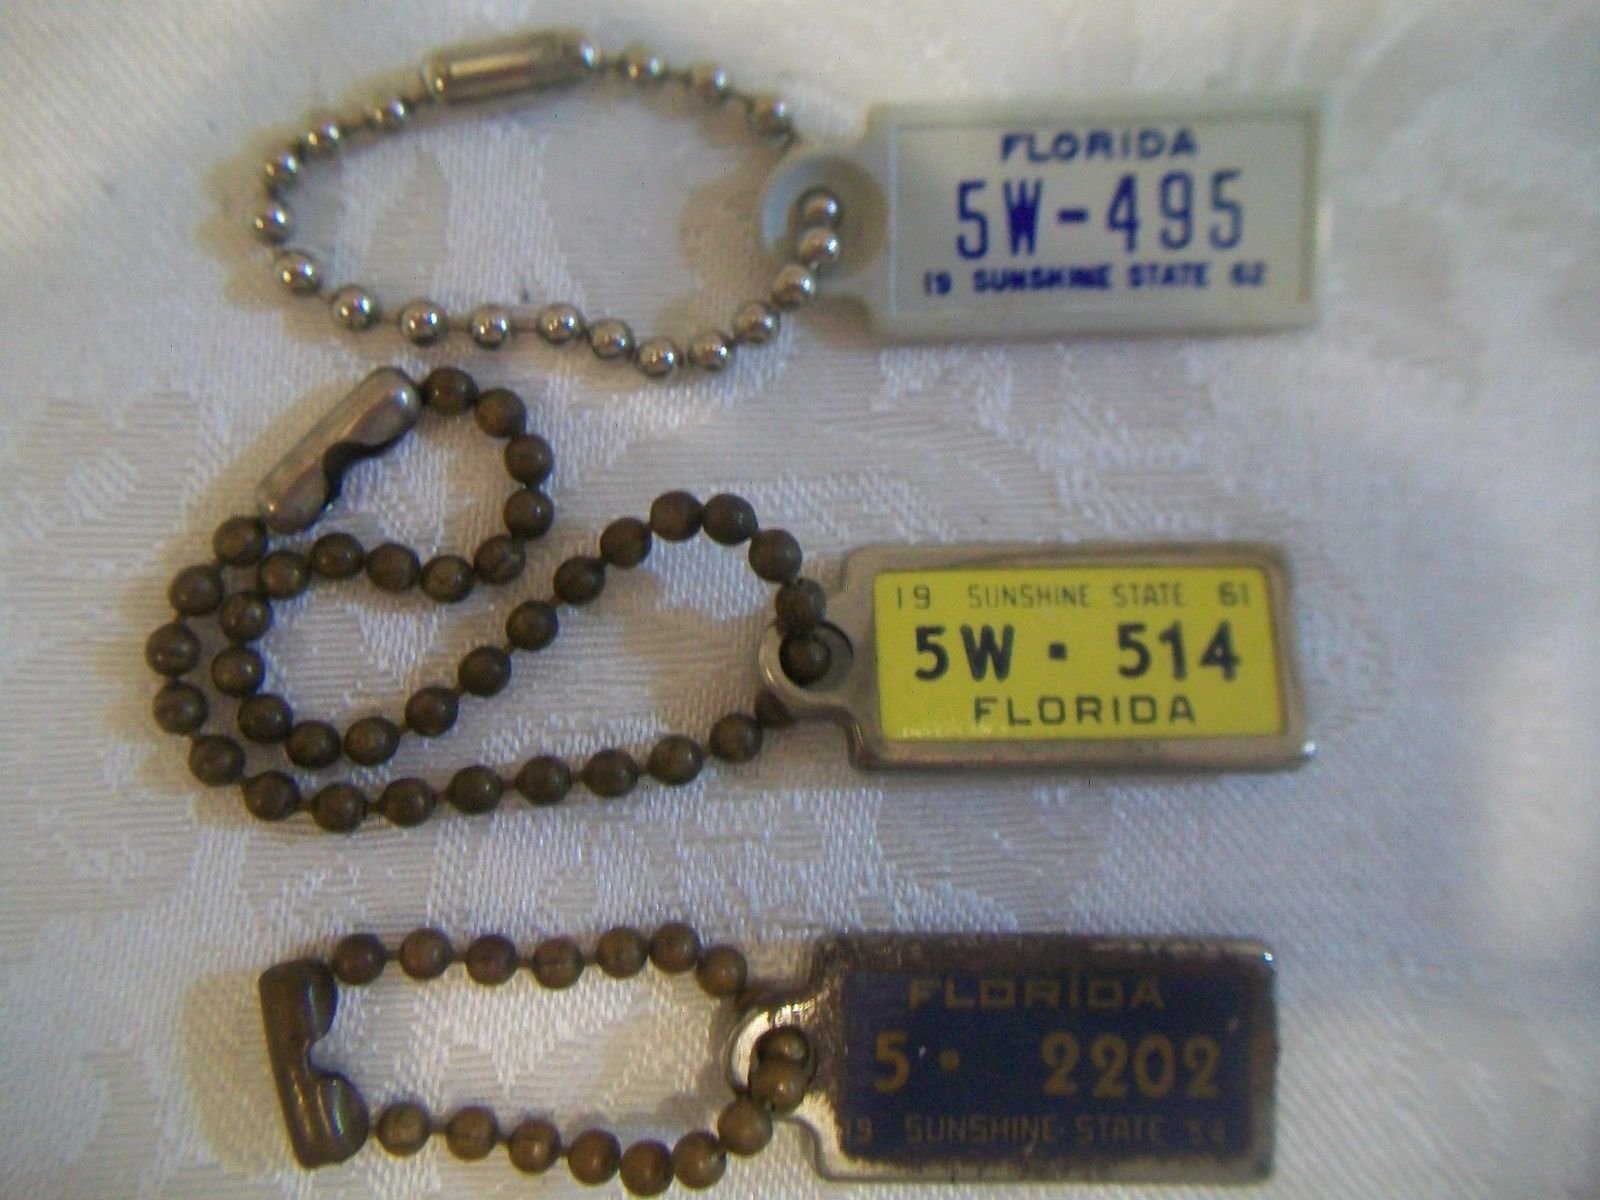 FLORIDA
5W-495
19 SUNSHINE STATE 62
19 SUNSHINE STATE 61
5W · 514
FLORIDA
FLORIDA
5 · 2202
19 SUNSHINE STATE 54